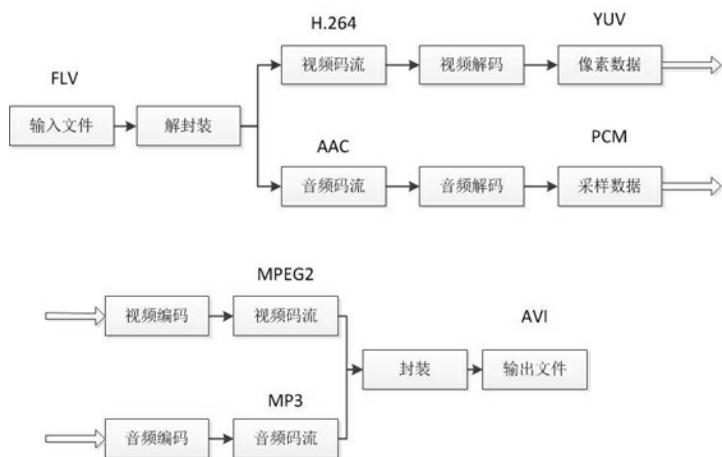 H.264
YUV
视频码流
视频解码
像素数据
FLV
输入文件
解封装
AAC
PCM
音频码流
音频解码
采样数据
MPEG2
视频编码
视频码流
AVI
封装
输出文件
MP3
音频编码
音频码流